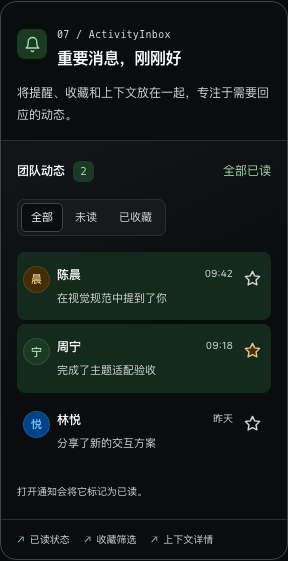 07 / ActivityInbox
重要消息，刚刚好
将提醒、收藏和上下文放在一起，专注于需要回
应的动态。
团队动态 2 全部已读
全部 未读 已收藏
晨 陈晨 09:42
在视觉规范中提到了你
宁 周宁 09:18
完成了主题适配验收
悦 林悦 昨天
分享了新的交互方案
打开通知会将它标记为已读。
↗ 已读状态 ↗ 收藏筛选 ↗ 上下文详情